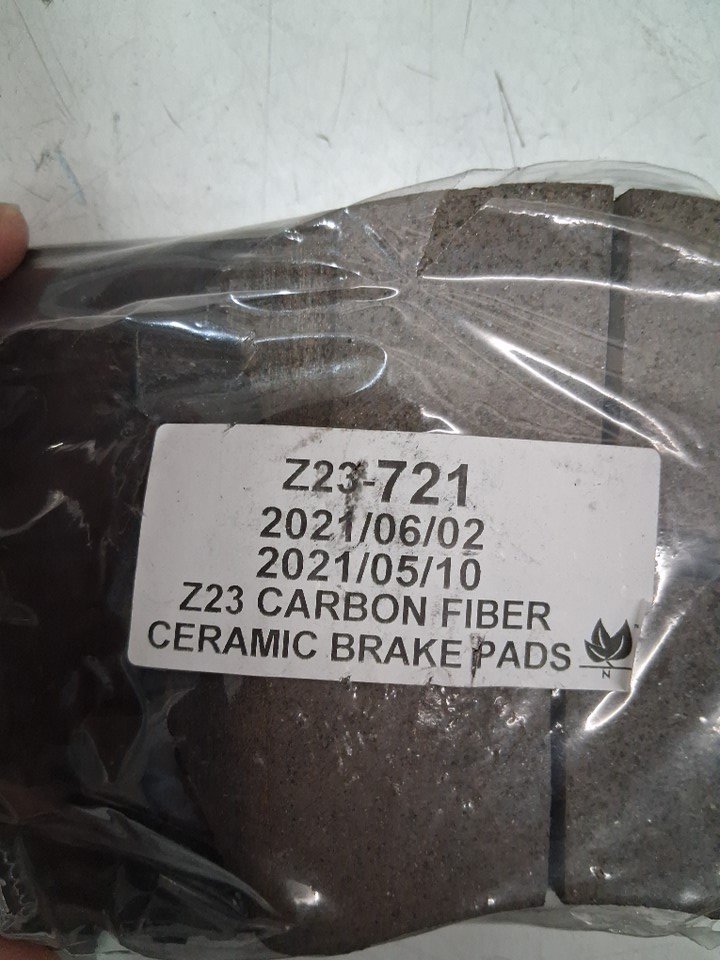 Z23-721
2021/06/02
2021/05/10
Z23 CARBON FIBER
CERAMIC BRAKE PADS
N